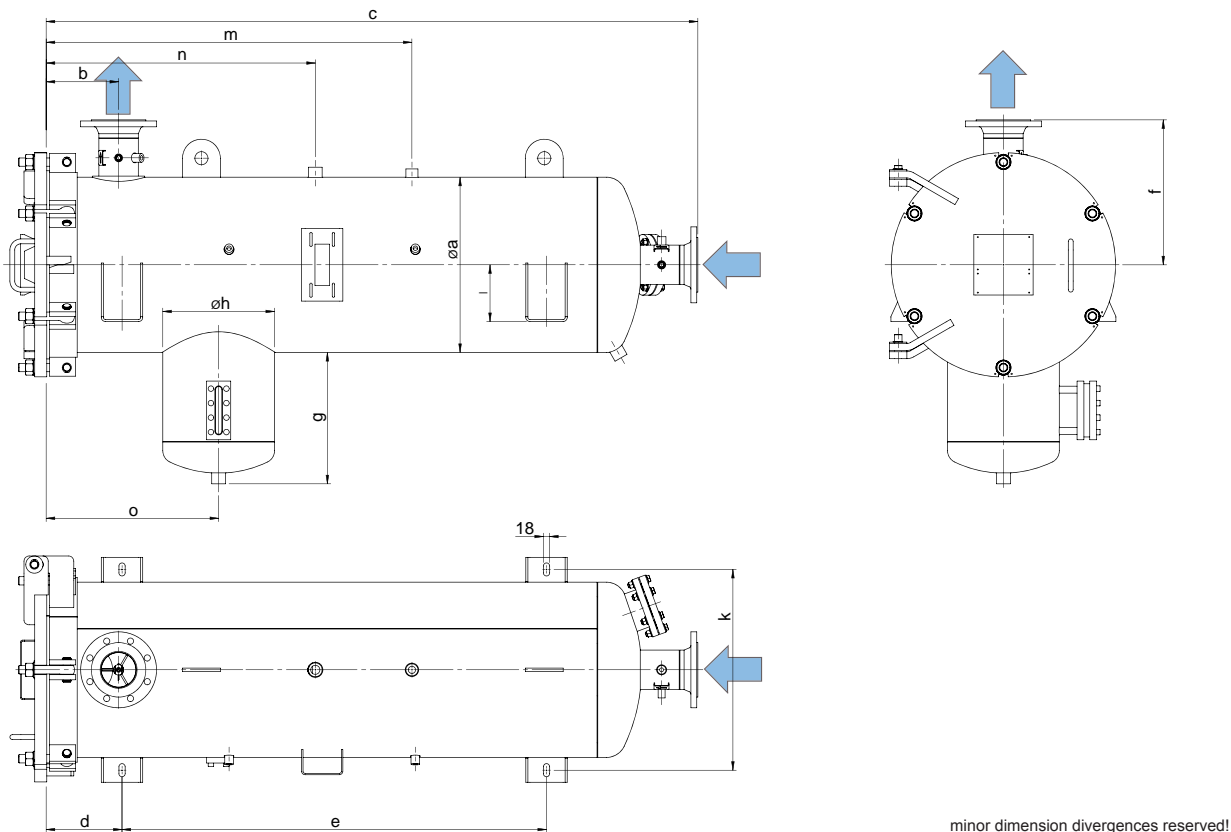 c
m
n
b
f
øa
l
øh
g
o
18
k
d
e
minor dimension divergences reserved!